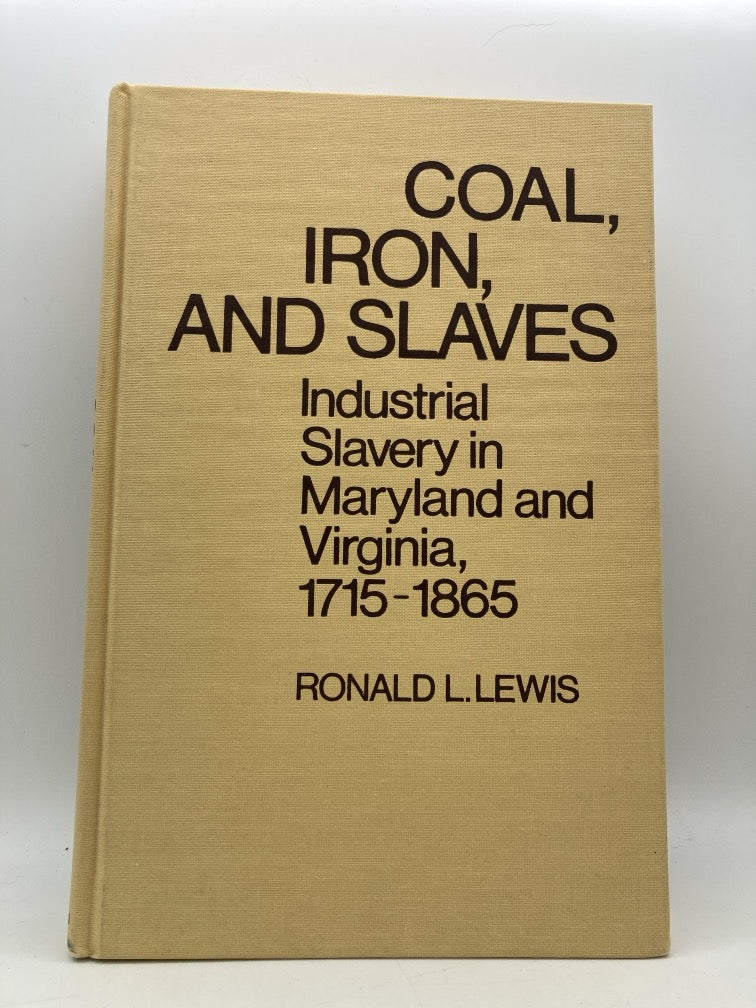 COAL,
IRON,
AND SLAVES
Industrial
Slavery in
Maryland and
Virginia,
1715-1865
RONALD L. LEWIS